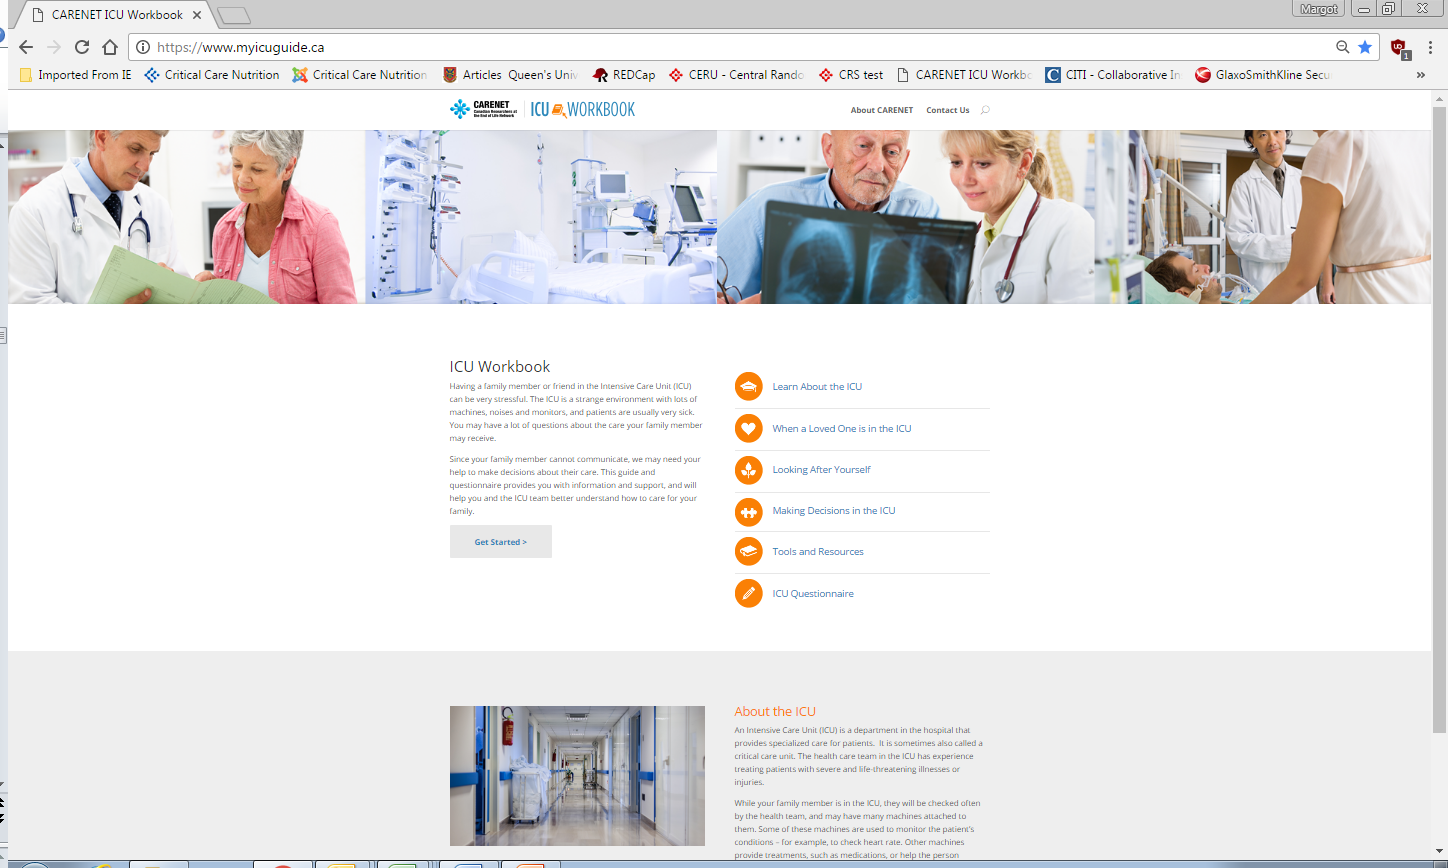 CARENET ICU Workbook
Margot
https://www.myicuguide.ca
1
Imported From IE
Critical Care Nutrition
Critical Care Nutrition
Articles Queen's Univ
REDCap
CERU - Central Rando
CRS test
CARENET ICU Workbo
CITI - Collaborative In
GlaxoSmithKline Secu
»
CARENET
Canadian Researchers at
the End of Life Network
ICU WORKBOOK
About CARENET
Contact Us
ICU Workbook
Having a family member or friend in the Intensive Care Unit (ICU)
can be very stressful. The ICU is a strange environment with lots of
machines, noises and monitors, and patients are usually very sick.
You may have a lot of questions about the care your family member
may receive.
Since your family member cannot communicate, we may need your
help to make decisions about their care. This guide and
questionnaire provides you with information and support, and will
help you and the ICU team better understand how to care for your
family.
Get Started >
Learn About the ICU
When a Loved One is in the ICU
Looking After Yourself
Making Decisions in the ICU
Tools and Resources
ICU Questionnaire
About the ICU
An Intensive Care Unit (ICU) is a department in the hospital that
provides specialized care for patients. It is sometimes also called a
critical care unit. The health care team in the ICU has experience
treating patients with severe and life-threatening illnesses or
injuries.
While your family member is in the ICU, they will be checked often
by the health team, and may have many machines attached to
them. Some of these machines are used to monitor the patient's
conditions – for example, to check heart rate. Other machines
provide treatments, such as medications, or help the person